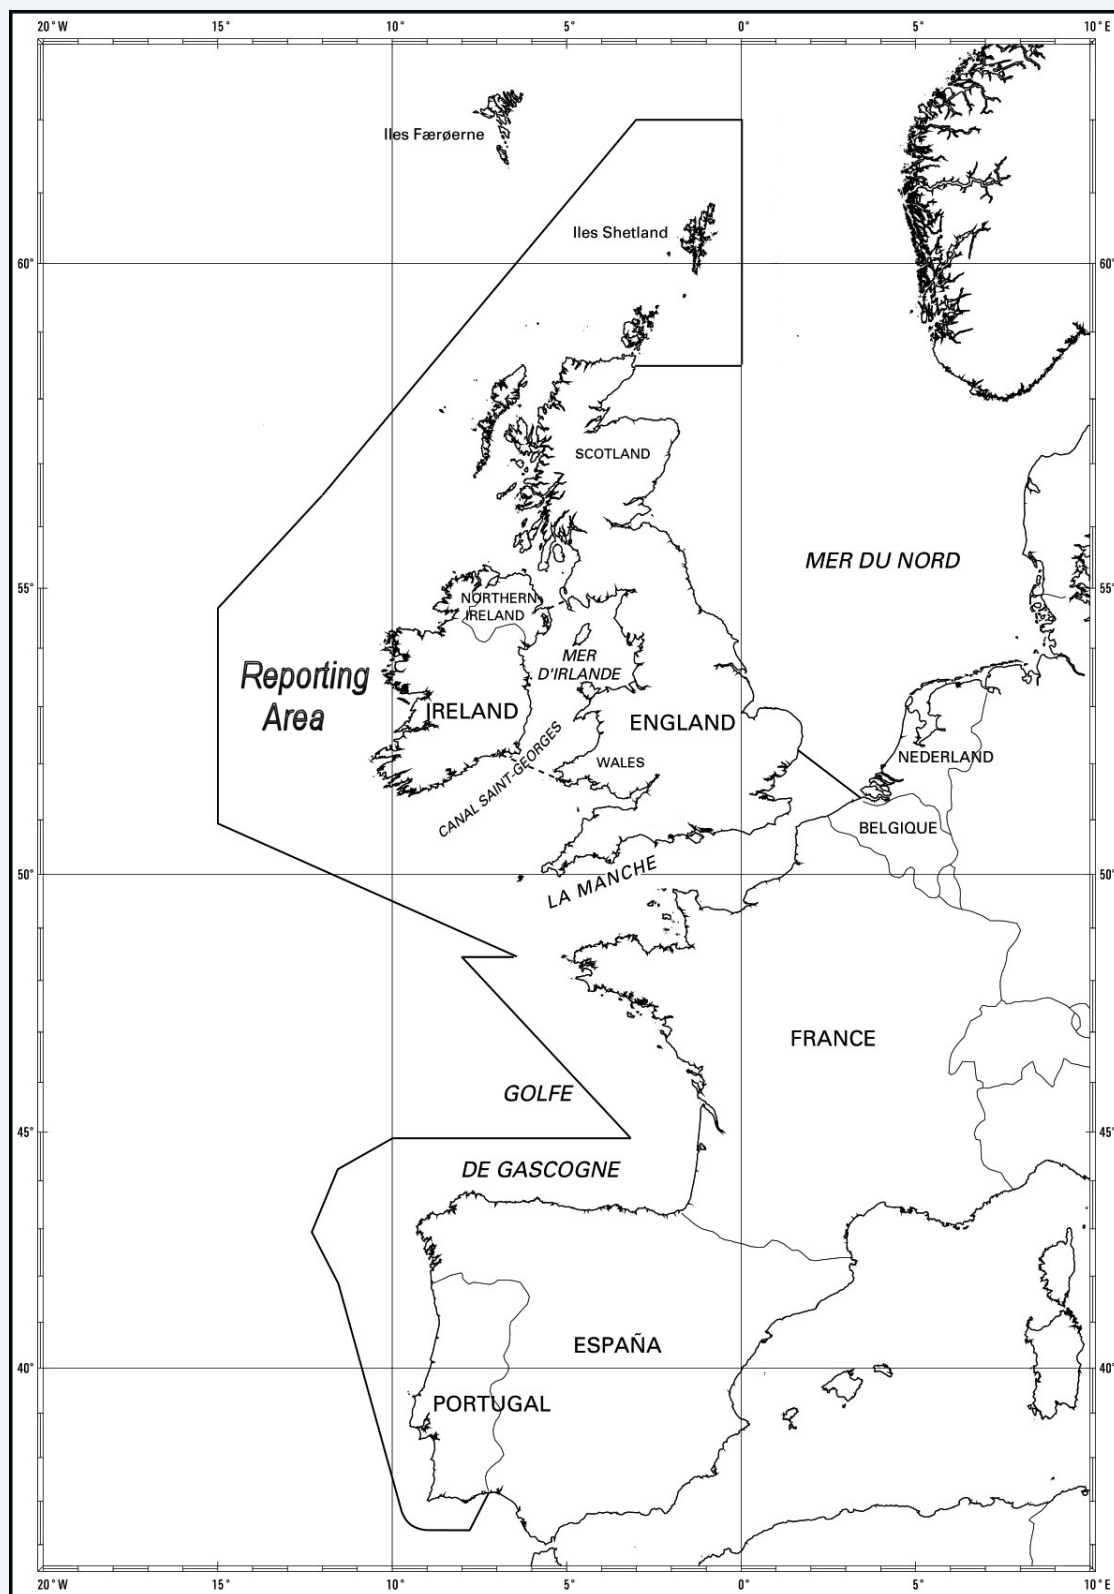 20° W 15° 10° 5° 0° 5° 10° E
Iles Færøerne
Iles Shetland
60° 60°
SCOTLAND
MER DU NORD
55° 55°
NORTHERN
IRELAND
MER
D'IRLANDE
Reporting
Area
IRELAND
ENGLAND
NEDERLAND
WALES
CANAL SAINT-GEORGES
BELGIQUE
50° 50°
LA MANCHE
FRANCE
GOLFE
45° 45°
DE GASCOGNE
ESPAÑA
40° 40°
PORTUGAL
20° W 15° 10° 5° 0° 5° 10° E